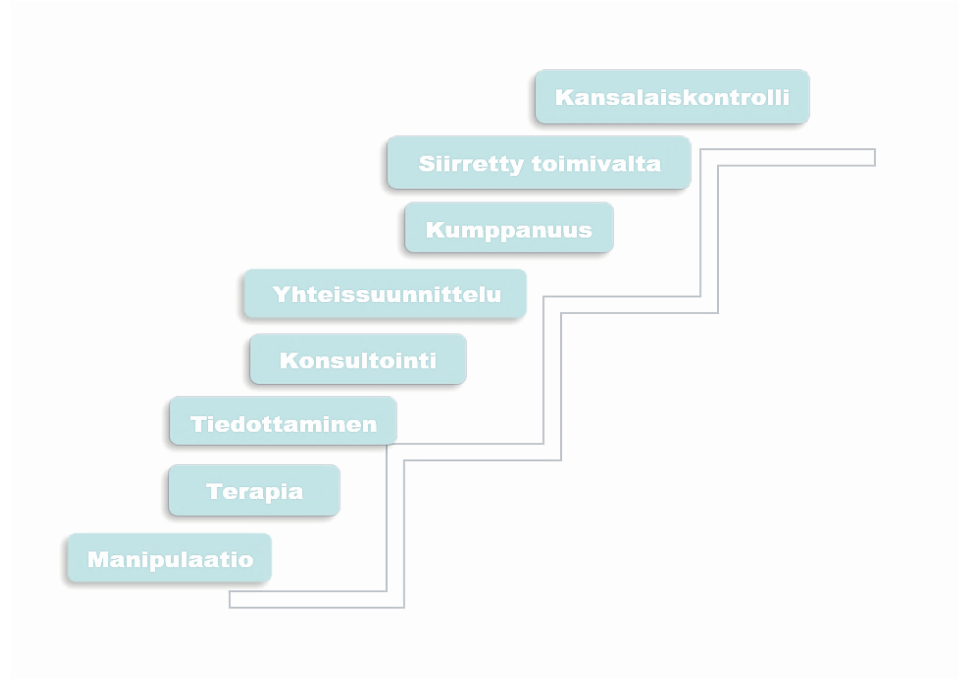 Kansalaiskontrolli
Siirretty toimivalta
Kumppanuus
Yhteissuunnittelu
Konsultointi
Tiedottaminen
Terapia
Manipulaatio